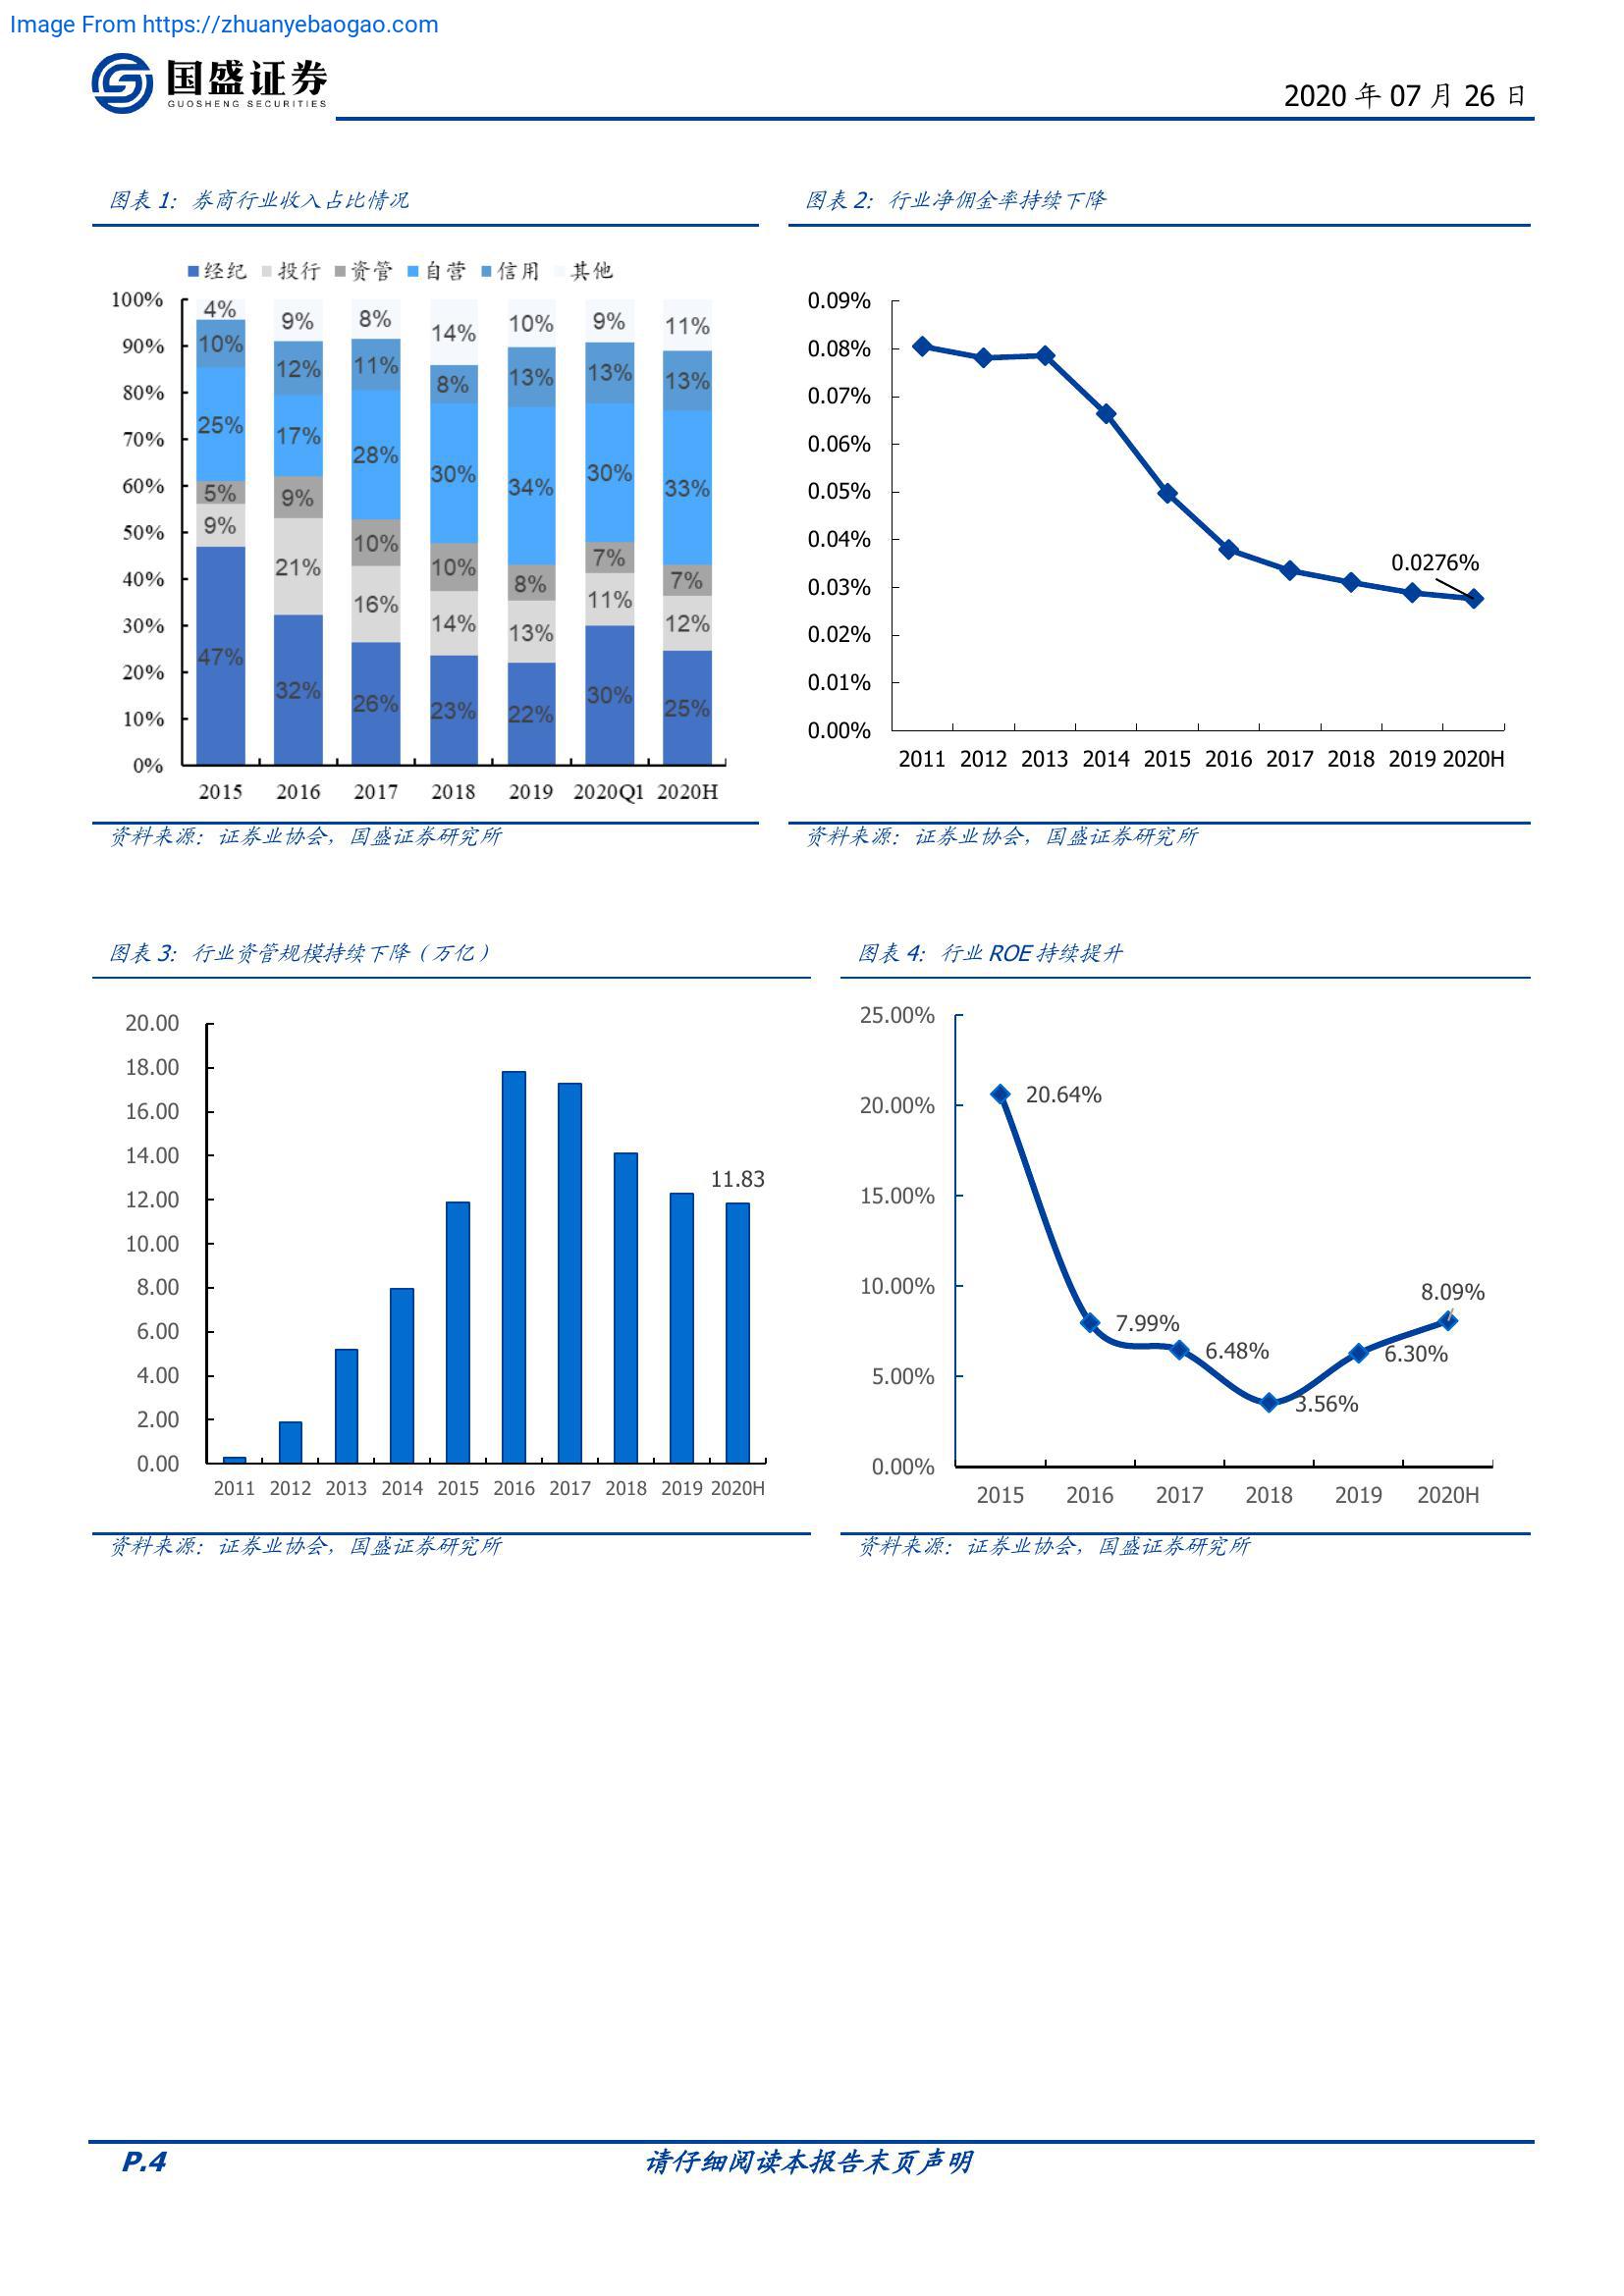 Image From https://zhuanyebaogao.com
国盛证券
GUOSHENG SECURITIES
2020 年 07 月 26 日
图表 1：券商行业收入占比情况
经纪 投行 资管 自营 信用 其他
100%
90%
80%
70%
60%
50%
40%
30%
20%
10%
0%
4% 9% 8% 14% 10% 9% 11%
10% 12% 11% 8% 13% 13% 13%
25% 17% 28% 30% 34% 30% 33%
5% 9% 10% 10% 8% 7% 7%
9% 21% 16% 14% 13% 11% 12%
47% 32% 26% 23% 22% 30% 25%
2015 2016 2017 2018 2019 2020Q1 2020H
资料来源：证券业协会，国盛证券研究所
图表 2：行业净佣金率持续下降
0.09%
0.08%
0.07%
0.06%
0.05%
0.04%
0.03%
0.02%
0.01%
0.00%
0.0276%
2011 2012 2013 2014 2015 2016 2017 2018 2019 2020H
资料来源：证券业协会，国盛证券研究所
图表 3：行业资管规模持续下降（万亿）
20.00
18.00
16.00
14.00
12.00
10.00
8.00
6.00
4.00
2.00
0.00
11.83
2011 2012 2013 2014 2015 2016 2017 2018 2019 2020H
资料来源：证券业协会，国盛证券研究所
图表 4：行业 ROE 持续提升
25.00%
20.00%
15.00%
10.00%
5.00%
0.00%
20.64%
7.99%
6.48%
3.56%
6.30%
8.09%
2015 2016 2017 2018 2019 2020H
资料来源：证券业协会，国盛证券研究所
P.4
请仔细阅读本报告末页声明